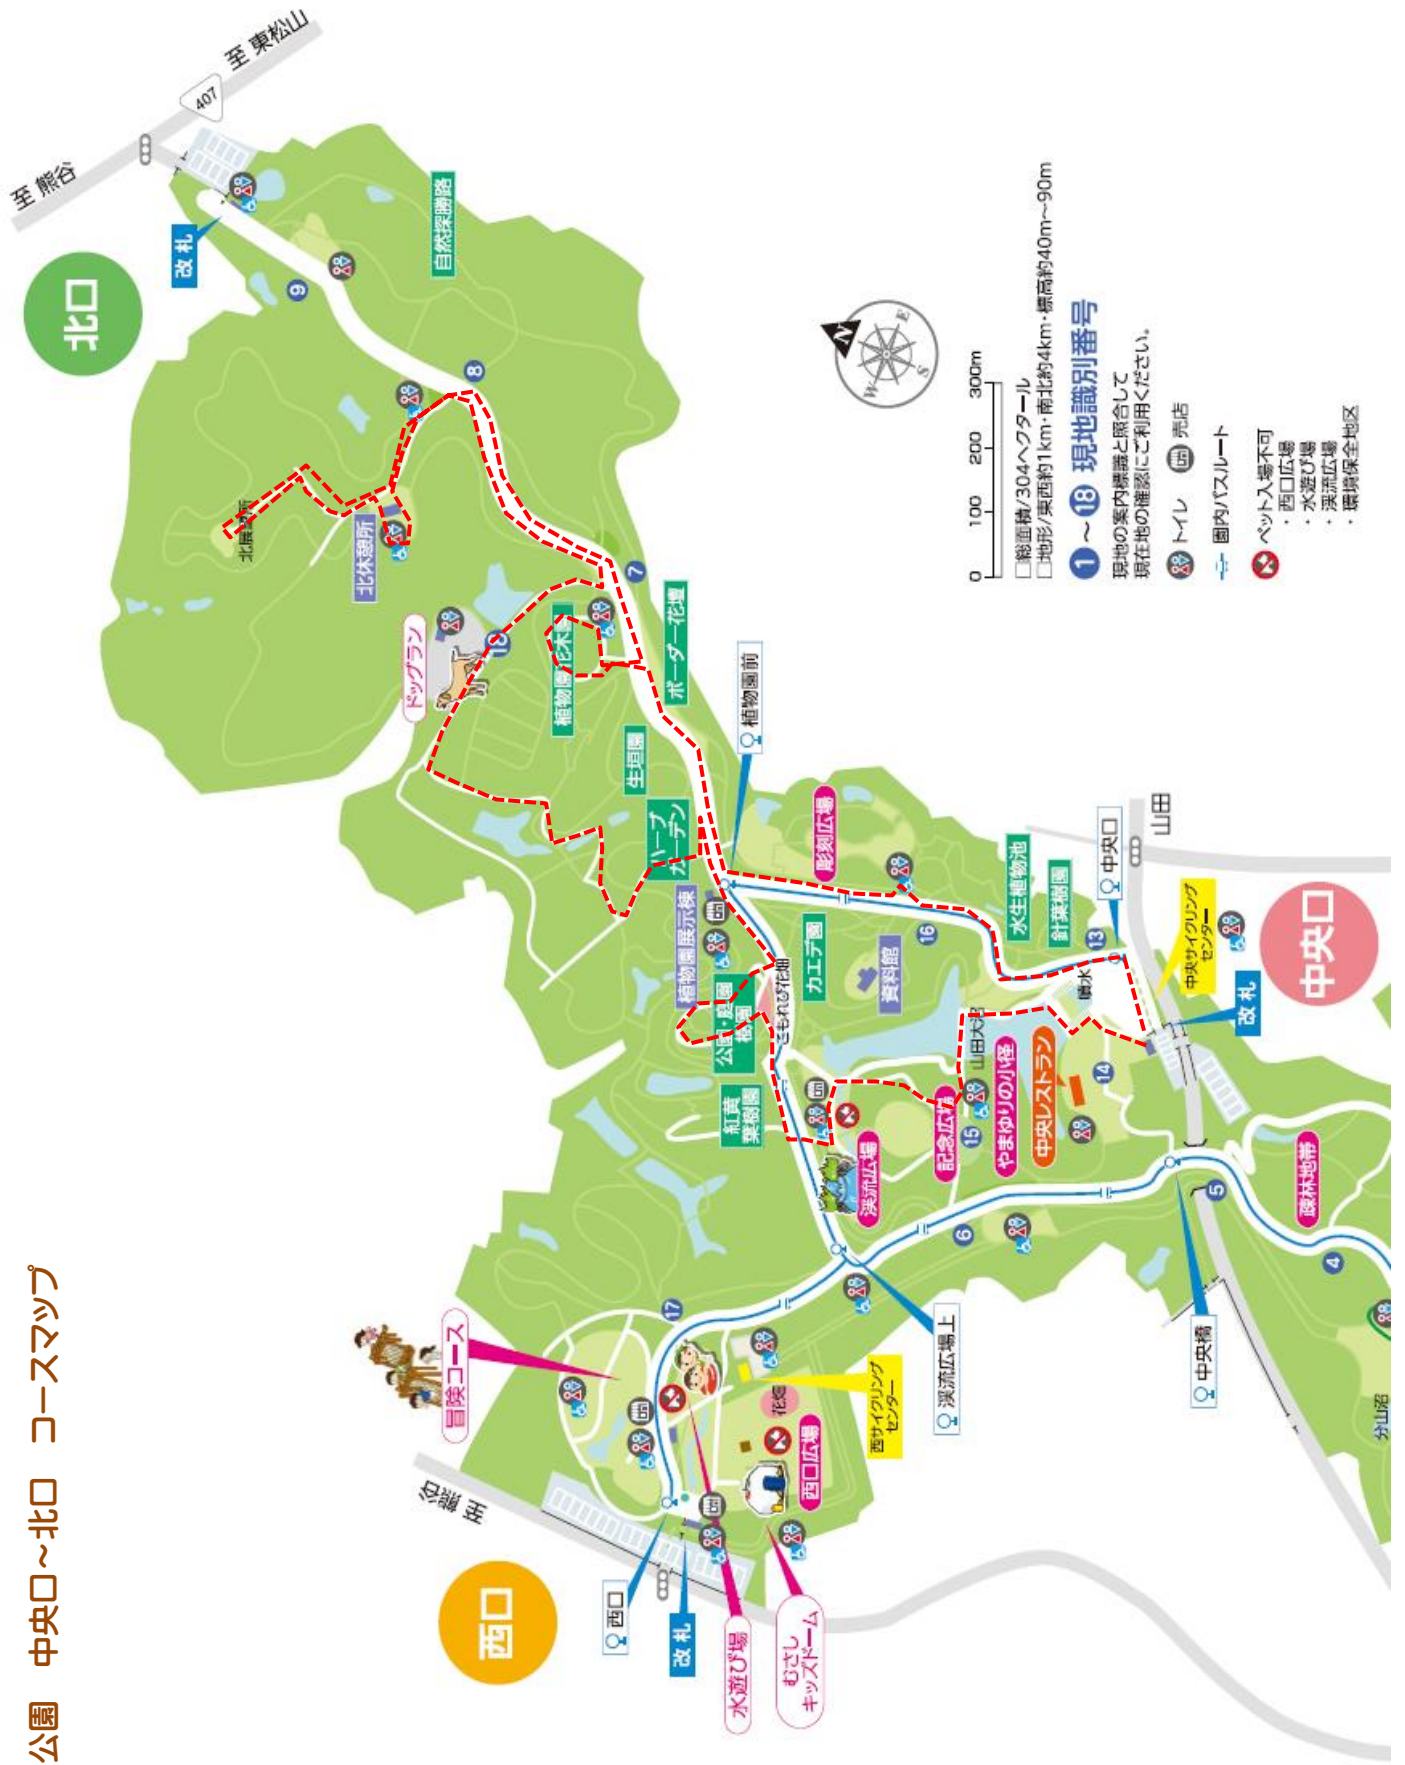 公園　中央口～北口　コースマップ
西口
西口
改 札
水遊び場
むさし
キッズドーム
至 熊谷
冒険コース
西口広場
花畑
西サイクリング
センター
17
渓流広場上
中央橋
分山沼
4
5
6
疎林地帯
渓流広場
紅黄
葉樹園
公園・庭園
樹園
こもれび花畑
植物園展示棟
カエデ園
資料館
記念広場
15
やまゆりの小径
中央レストラン
14
山田大沼
噴水
改 札
中央口
中央サイクリング
センター
13
16
中央口
針葉樹園
水生植物池
彫刻広場
山田
植物園前
ハーブ
ガーデン
生垣園
ボーダー花壇
植物園花木園
ドッグラン
18
7
北休憩所
北展望所
8
9
自然探勝路
北口
改 札
至 熊谷
至 東松山
407
N
W
E
S
0 100 200 300m
□総面積/304ヘクタール
□地形/東西約1km・南北約4km・標高約40m～90m
1～18 現地識別番号
現地の案内標識と照合して
現在地の確認にご利用ください。
トイレ 売店
園内バスルート
ペット入場不可
・西口広場
・水遊び場
・渓流広場
・環境保全地区